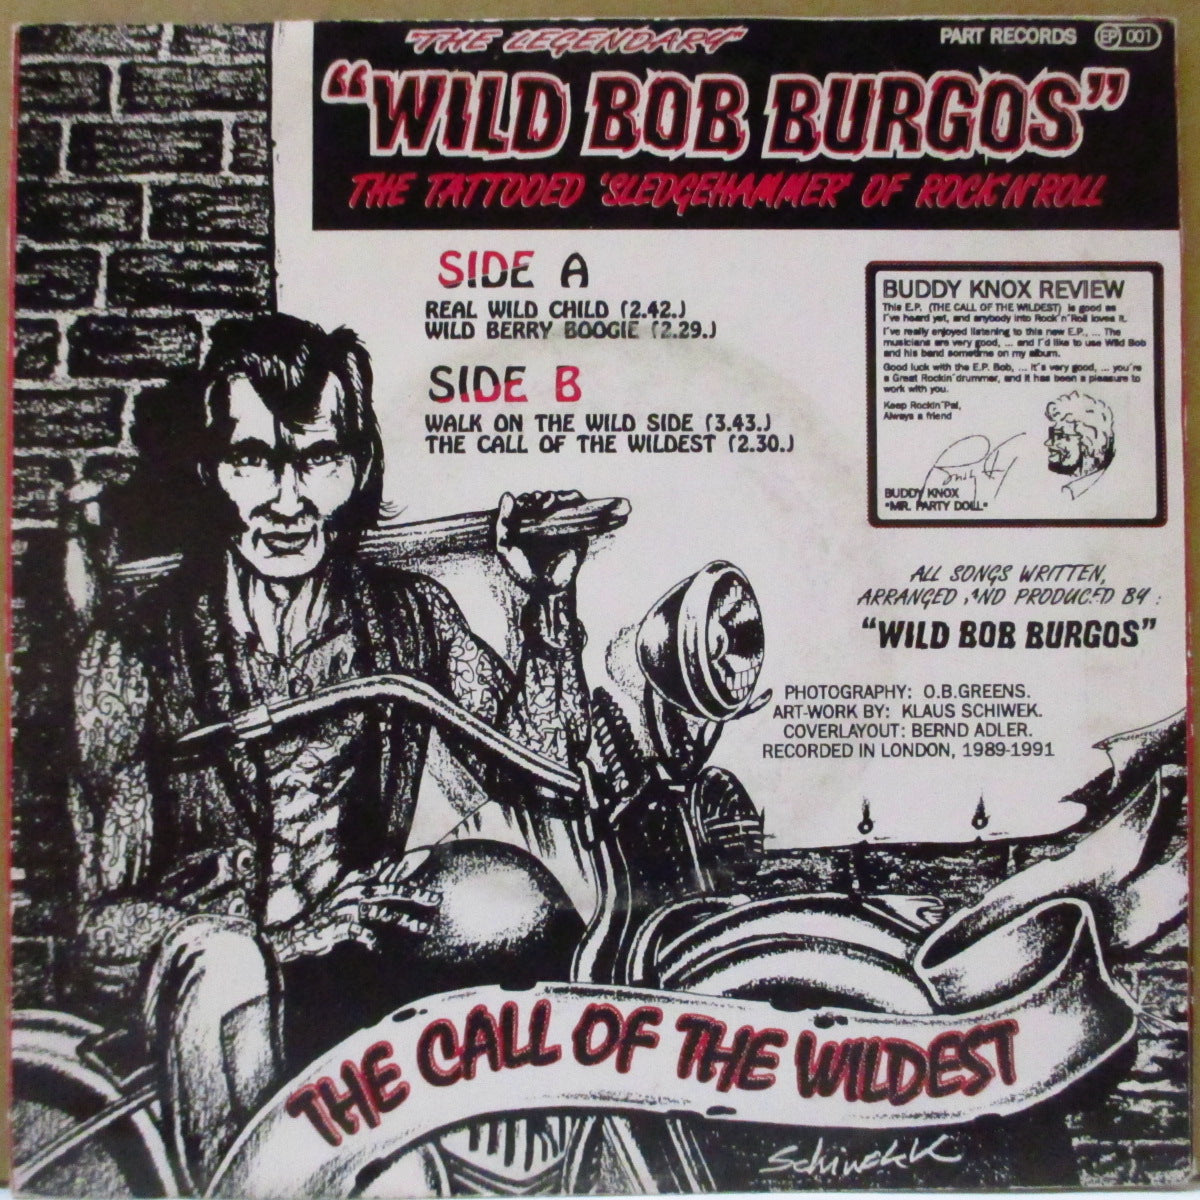 "THE LEGENDARY"
PART RECORDS EP 001
"WILD BOB BURGOS"
THE TATTOOED 'SLEDGEHAMMER' OF ROCK'N'ROLL
SIDE A
REAL WILD CHILD (2.42.)
WILD BERRY BOOGIE (2.29.)
SIDE B
WALK ON THE WILD SIDE (3.43.)
THE CALL OF THE WILDEST (2.30.)
BUDDY KNOX REVIEW
This E.P. (THE CALL OF THE WILDEST) is good as
I've heard yet, and anybody into Rock'n'Roll loves it.
I've really enjoyed listening to this new E.P., ... The
musicians are very good, ... and I'd like to use Wild Bob
and his band sometime on my album.
Good luck with the E.P. Bob, ... it's very good, ... you're
a Great Rockin' drummer, and it has been a pleasure to
work with you.
Keep Rockin' Pal,
Always a friend
BUDDY KNOX
"MR. PARTY DOLL"
ALL SONGS WRITTEN,
ARRANGED AND PRODUCED BY :
"WILD BOB BURGOS"
PHOTOGRAPHY: O.B.GREENS.
ART-WORK BY: KLAUS SCHIWEK.
COVERLAYOUT: BERND ADLER.
RECORDED IN LONDON, 1989-1991
THE CALL OF THE WILDEST